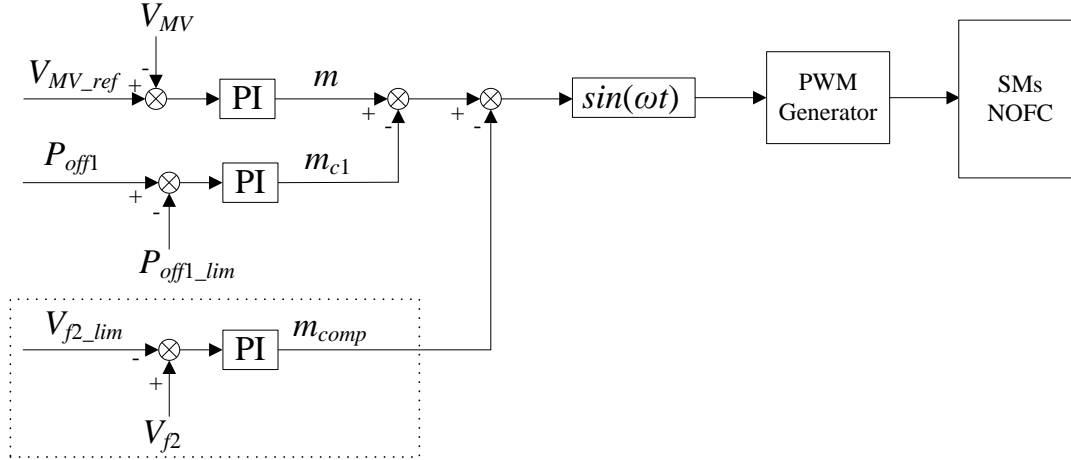 V_MV
-
V_MV_ref
+
PI
m
+
-
+
-
sin(ωt)
PWM
Generator
SMs
NOFC
P_off1
+
-
PI
m_c1
P_off1_lim
V_f2_lim
-
+
PI
m_comp
V_f2